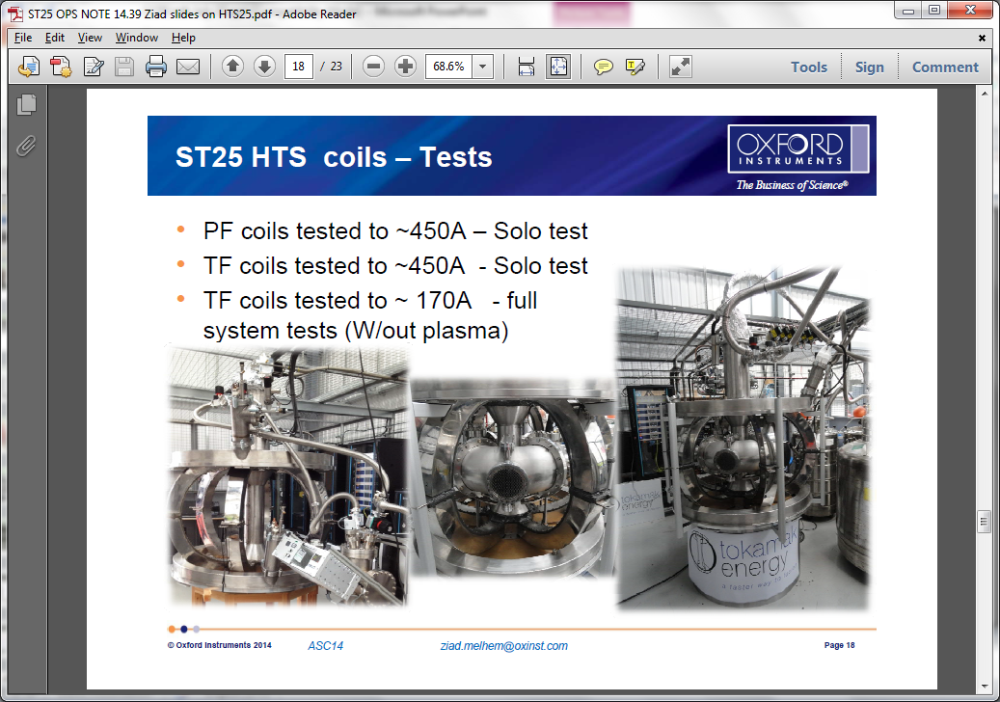 ST25 OPS NOTE 14.39 Ziad slides on HTS25.pdf - Adobe Reader
File Edit View Window Help
18 / 23 68.6% Tools Sign Comment
ST25 HTS coils – Tests
OXFORD
INSTRUMENTS
The Business of Science®
• PF coils tested to ~450A – Solo test
• TF coils tested to ~450A - Solo test
• TF coils tested to ~ 170A - full
system tests (W/out plasma)
tokamak
energy
tokamak
energy
a faster way to
© Oxford Instruments 2014 ASC14 ziad.melhem@oxinst.com Page 18